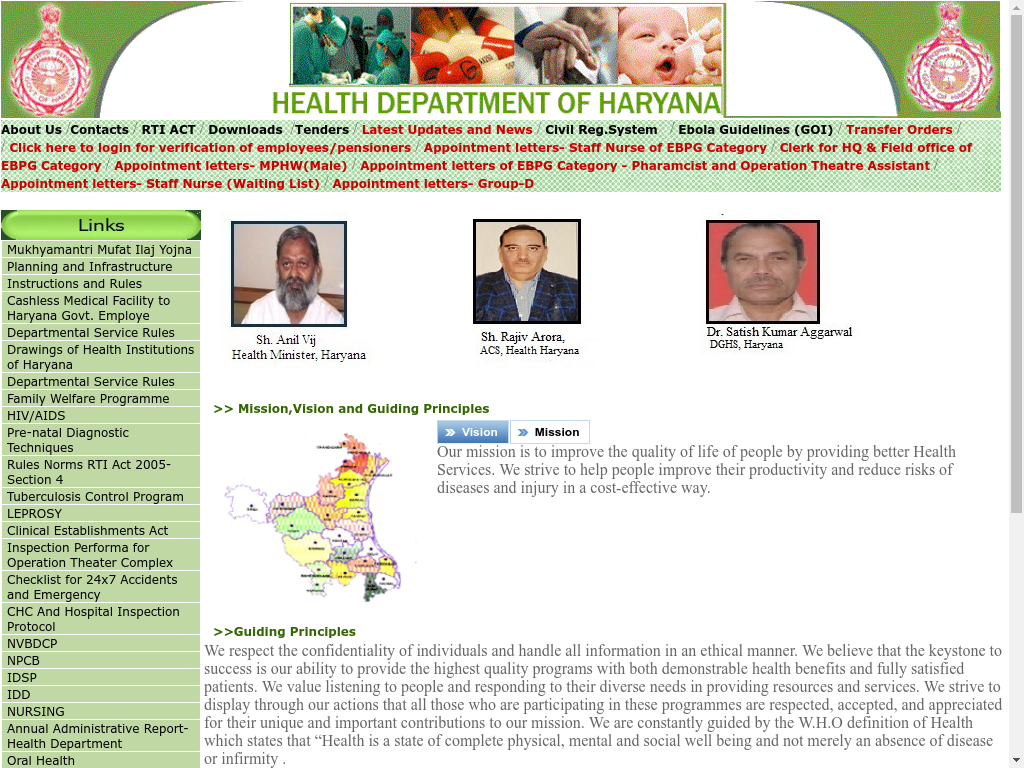 HEALTH DEPARTMENT OF HARYANA
About Us / Contacts / RTI ACT / Downloads / Tenders / Latest Updates and News / Civil Reg.System / Ebola Guidelines (GOI) / Transfer Orders /
/ Click here to login for verification of employees/pensioners / Appointment letters- Staff Nurse of EBPG Category / Clerk for HQ & Field office of
EBPG Category / Appointment letters- MPHW(Male) / Appointment letters of EBPG Category - Pharamcist and Operation Theatre Assistant /
Appointment letters- Staff Nurse (Waiting List) / Appointment letters- Group-D
Links
Mukhyamantri Mufat Ilaj Yojna
Planning and Infrastructure
Instructions and Rules
Cashless Medical Facility to
Haryana Govt. Employe
Departmental Service Rules
Drawings of Health Institutions
of Haryana
Departmental Service Rules
Family Welfare Programme
HIV/AIDS
Pre-natal Diagnostic
Techniques
Rules Norms RTI Act 2005-
Section 4
Tuberculosis Control Program
LEPROSY
Clinical Establishments Act
Inspection Performa for
Operation Theater Complex
Checklist for 24x7 Accidents
and Emergency
CHC And Hospital Inspection
Protocol
NVBDCP
NPCB
IDSP
IDD
NURSING
Annual Administrative Report-
Health Department
Oral Health
Sh. Anil Vij
Health Minister, Haryana
Sh. Rajiv Arora,
ACS, Health Haryana
Dr. Satish Kumar Aggarwal
DGHS, Haryana
>> Mission,Vision and Guiding Principles
Vision
Mission
Our mission is to improve the quality of life of people by providing better Health
Services. We strive to help people improve their productivity and reduce risks of
diseases and injury in a cost-effective way.
>>Guiding Principles
We respect the confidentiality of individuals and handle all information in an ethical manner. We believe that the keystone to
success is our ability to provide the highest quality programs with both demonstrable health benefits and fully satisfied
patients. We value listening to people and responding to their diverse needs in providing resources and services. We strive to
display through our actions that all those who are participating in these programmes are respected, accepted, and appreciated
for their unique and important contributions to our mission. We are constantly guided by the W.H.O definition of Health
which states that “Health is a state of complete physical, mental and social well being and not merely an absence of disease
or infirmity .